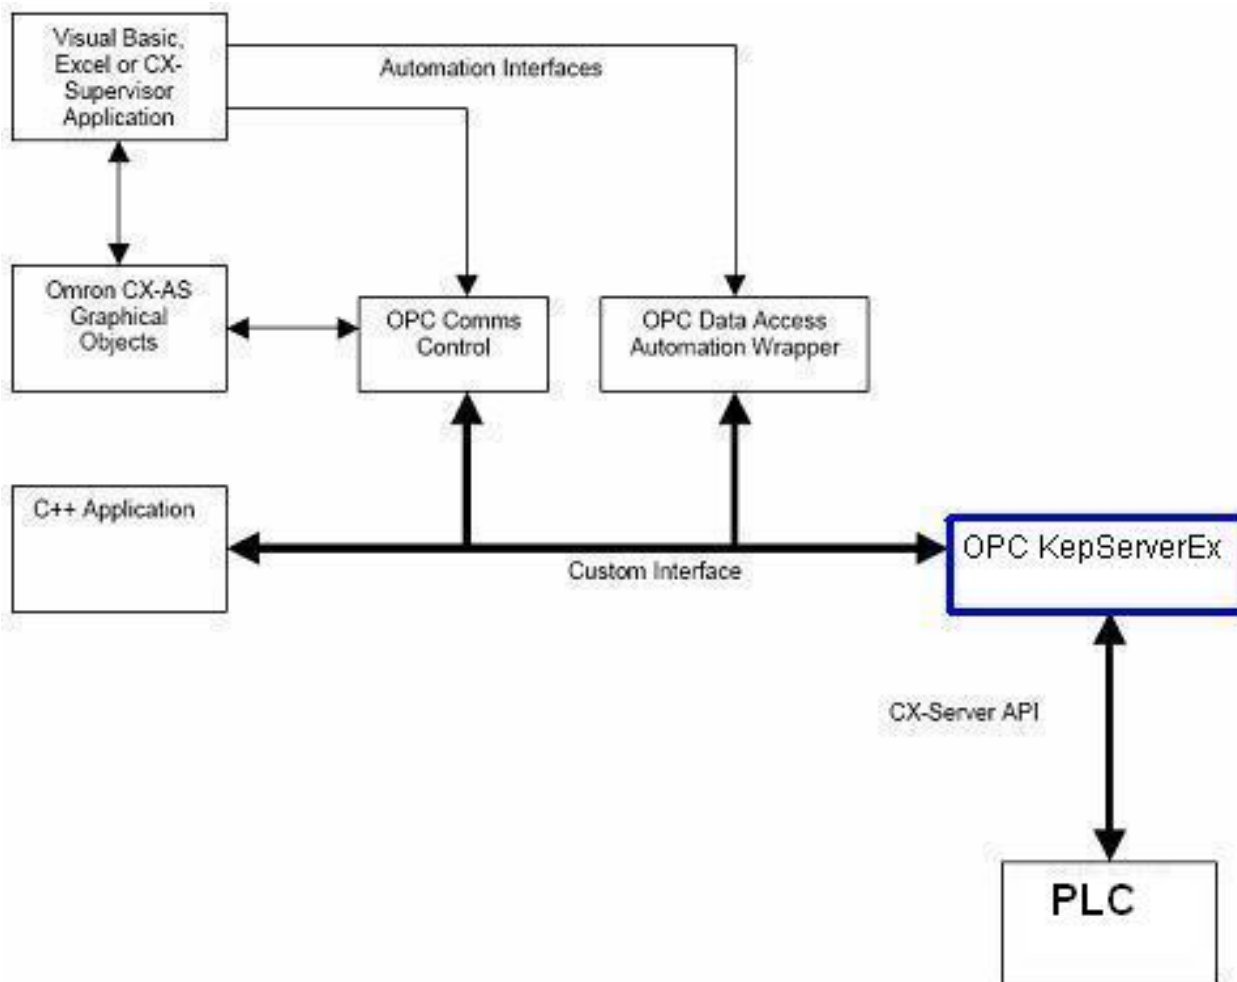 Visual Basic,
Excel or CX-
Supervisor
Application
Automation Interfaces
Omron CX-AS
Graphical
Objects
OPC Comms
Control
OPC Data Access
Automation Wrapper
C++ Application
Custom Interface
OPC KepServerEx
CX-Server API
PLC